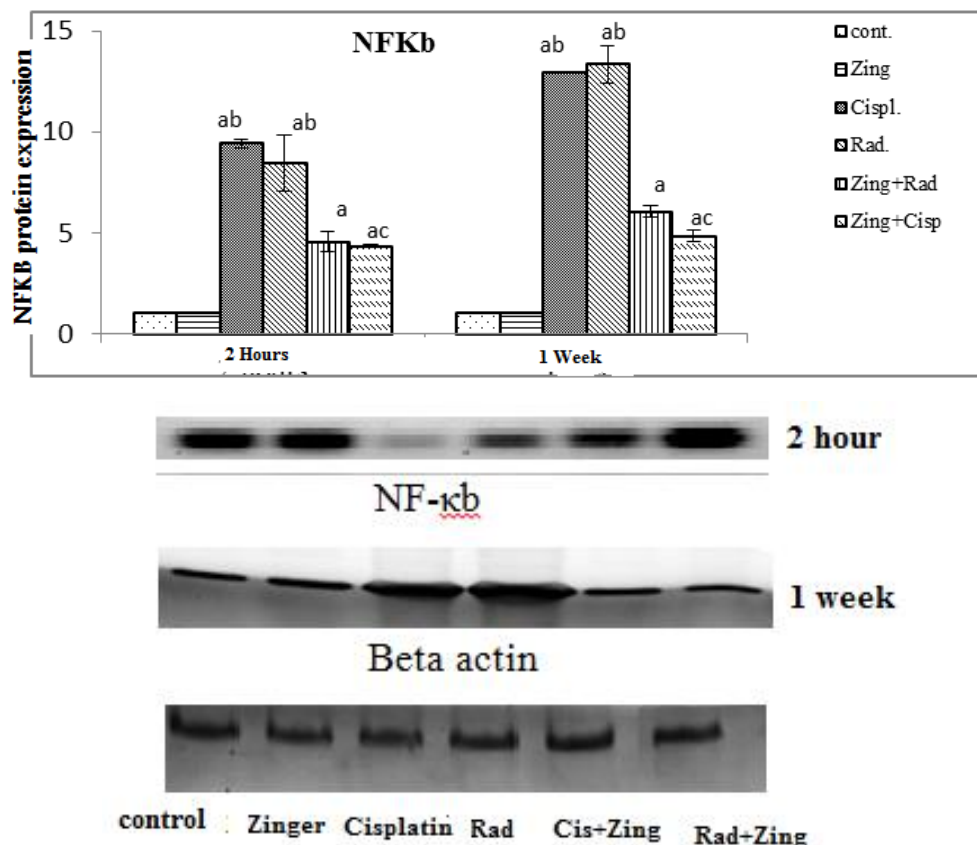 NFKb
NFKB protein expression
15
10
5
0
ab
ab
a
ac
ab
ab
a
ac
2 Hours
1 Week
cont.
Zing
Cispl.
Rad.
Zing+Rad
Zing+Cisp
2 hour
NF-κb
1 week
Beta actin
control Zinger Cisplatin Rad Cis+Zing Rad+Zing